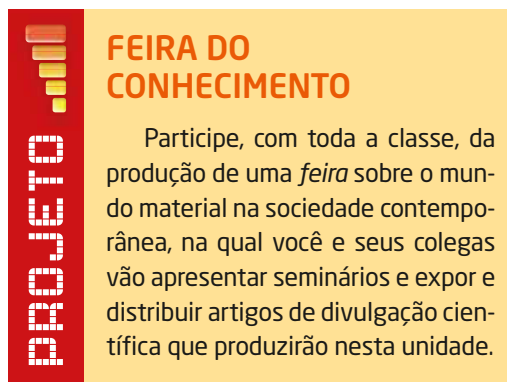 PROJETO
FEIRA DO
CONHECIMENTO
Participe, com toda a classe, da
produção de uma feira sobre o mun-
do material na sociedade contempo-
rânea, na qual você e seus colegas
vão apresentar seminários e expor e
distribuir artigos de divulgação cien-
tífica que produzirão nesta unidade.